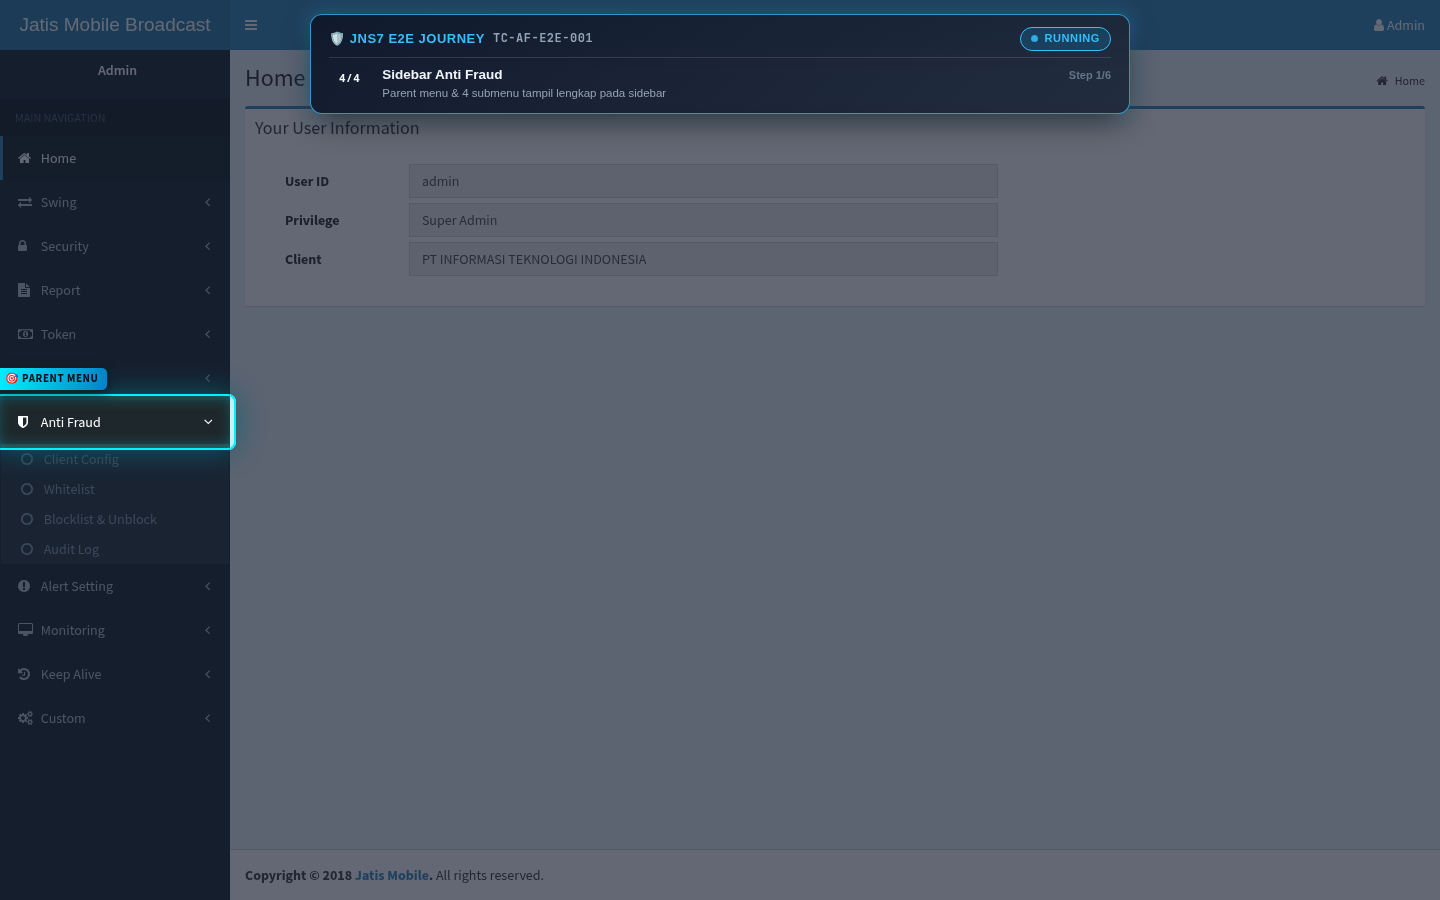 Jatis Mobile Broadcast
Admin
JNS7 E2E JOURNEY TC-AF-E2E-001
RUNNING
4/4
Sidebar Anti Fraud
Step 1/6
Parent menu & 4 submenu tampil lengkap pada sidebar
Admin
MAIN NAVIGATION
Home
Swing
Security
Report
Token
PARENT MENU
Anti Fraud
Client Config
Whitelist
Blocklist & Unblock
Audit Log
Alert Setting
Monitoring
Keep Alive
Custom
Home
Home
Your User Information
User ID
admin
Privilege
Super Admin
Client
PT INFORMASI TEKNOLOGI INDONESIA
Copyright © 2018 Jatis Mobile. All rights reserved.